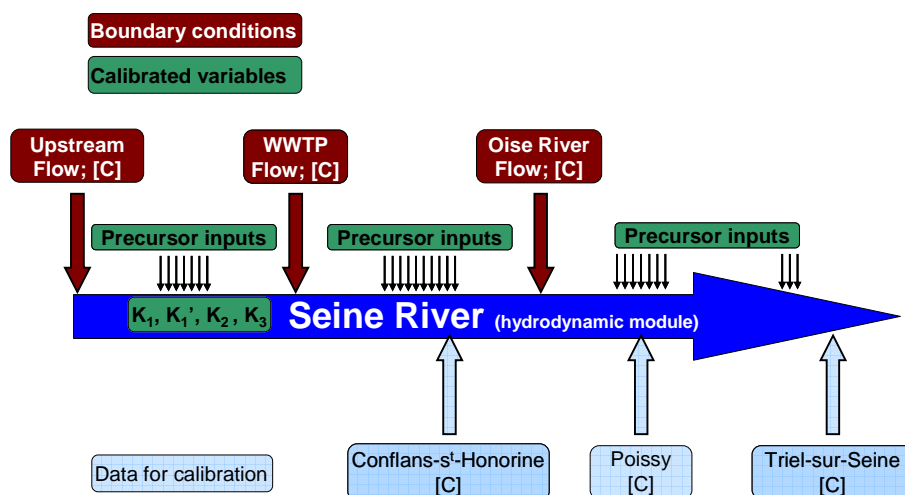 Boundary conditions
Calibrated variables
Upstream
Flow; [C]
WWTP
Flow; [C]
Oise River
Flow; [C]
Precursor inputs
Precursor inputs
Precursor inputs
K₁, K₁’, K₂ , K₃
Seine River (hydrodynamic module)
Data for calibration
Conflans-sᵗ-Honorine
[C]
Poissy
[C]
Triel-sur-Seine
[C]